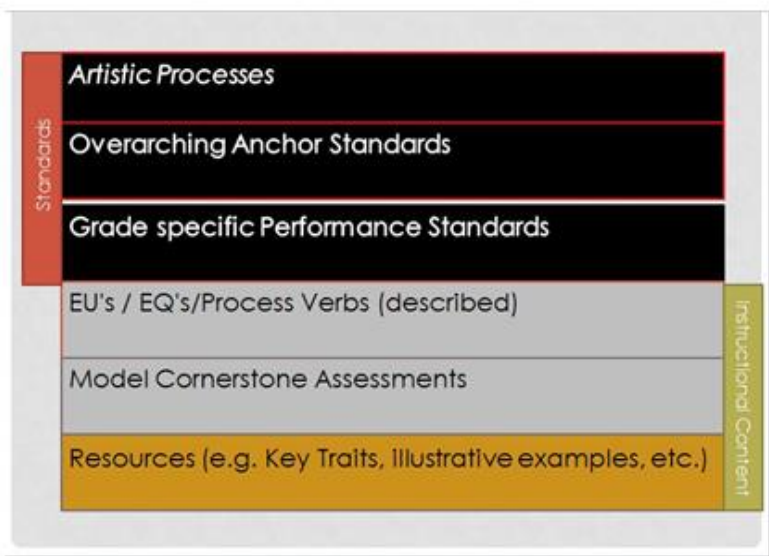 Standards
Artistic Processes
Overarching Anchor Standards
Grade specific Performance Standards
EU's / EQ's/Process Verbs (described)
Model Cornerstone Assessments
Resources (e.g. Key Traits, illustrative examples, etc.)
Instructional Content